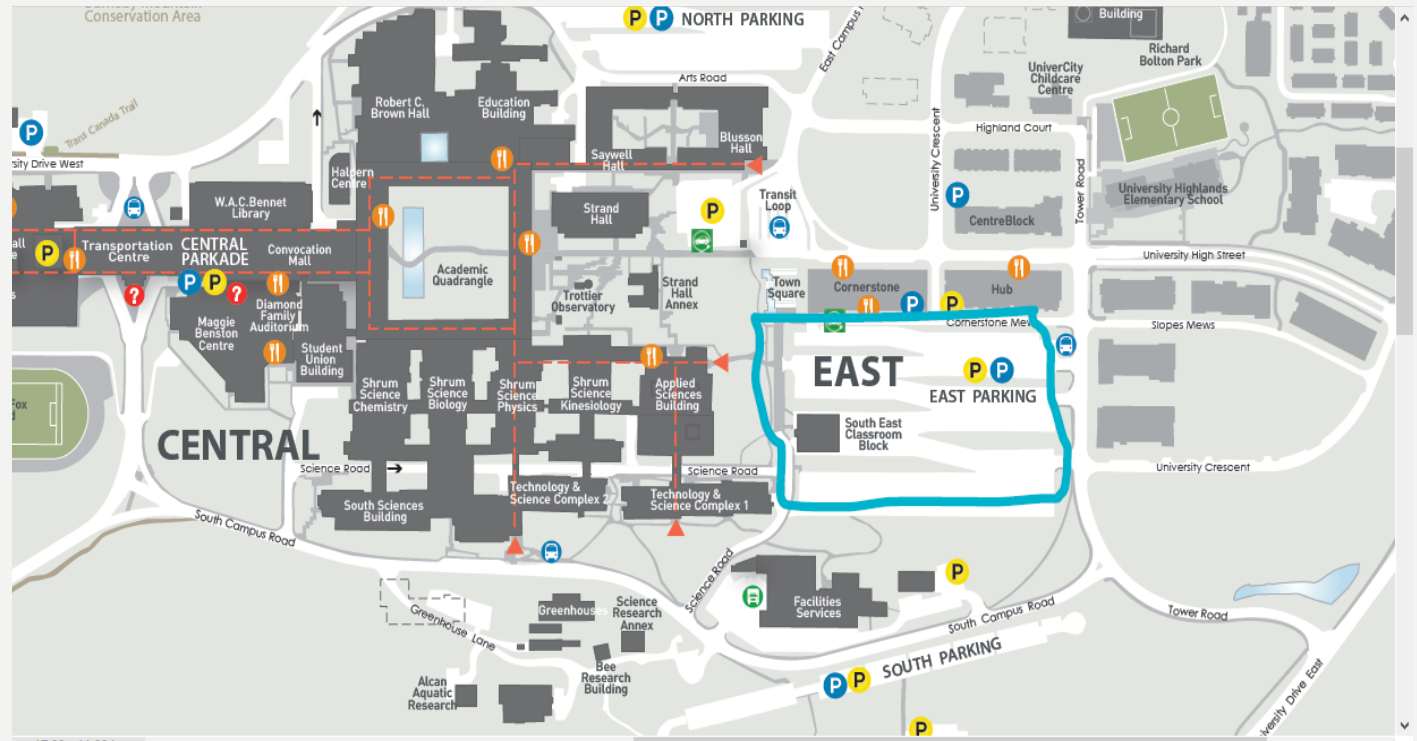 Conservation Area
NORTH PARKING
P
P
Building
East Campus
Richard
Bolton Park
UniverCity
Childcare
Centre
Arts Road
Robert C.
Brown Hall
Education
Building
Trans Canada Trail
P
Highland Court
University Crescent
Blusson
Hall
Saywell
Hall
sity Drive West
Halpern
Centre
Tower Road
University Highlands
Elementary School
P
Transit
Loop
W.A.C.Bennet
Library
Strand
Hall
P
CentreBlock
all
e
P
Transportation
Centre
CENTRAL
PARKADE
Convocation
Mall
University High Street
Academic
Quadrangle
Strand
Hall
Annex
Trottier
Observatory
Town
Square
Cornerstone
Hub
P
P
P
P
?
?
s
Diamond
Family
Auditorium
Maggie
Benston
Centre
Student
Union
Building
Cornerstone Mew
Slopes Mews
EAST
P
P
EAST PARKING
Shrum
Science
Chemistry
Shrum
Science
Biology
Shrum
Science
Physics
Shrum
Science
Kinesiology
Applied
Sciences
Building
Fox
d
South East
Classroom
Block
CENTRAL
Science Road
Science Road
University Crescent
Technology &
Science Complex 2
Technology &
Science Complex 1
South Sciences
Building
South Campus Road
Science Road
P
Facilities
Services
Greenhouses
Science
Research
Annex
Greenhouse Lane
South Campus Road
Tower Road
Bee
Research
Building
SOUTH PARKING
P
P
Alcan
Aquatic
Research
iversity Drive East
P